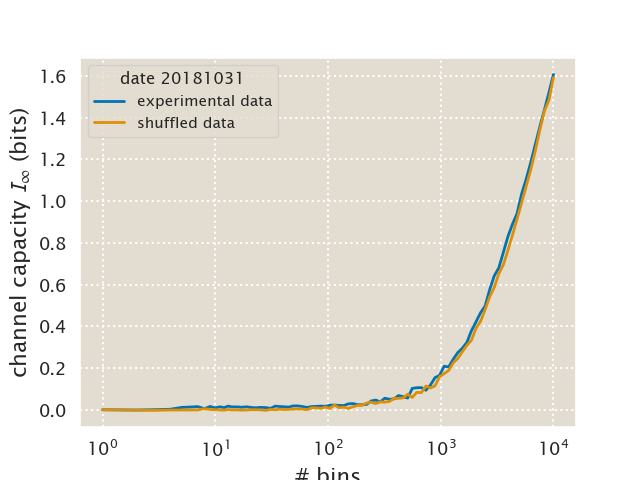 date 20181031
experimental data
shuffled data
channel capacity I∞ (bits)
1.6
1.4
1.2
1.0
0.8
0.6
0.4
0.2
0.0
10⁰ 10¹ 10² 10³ 10⁴
# bins